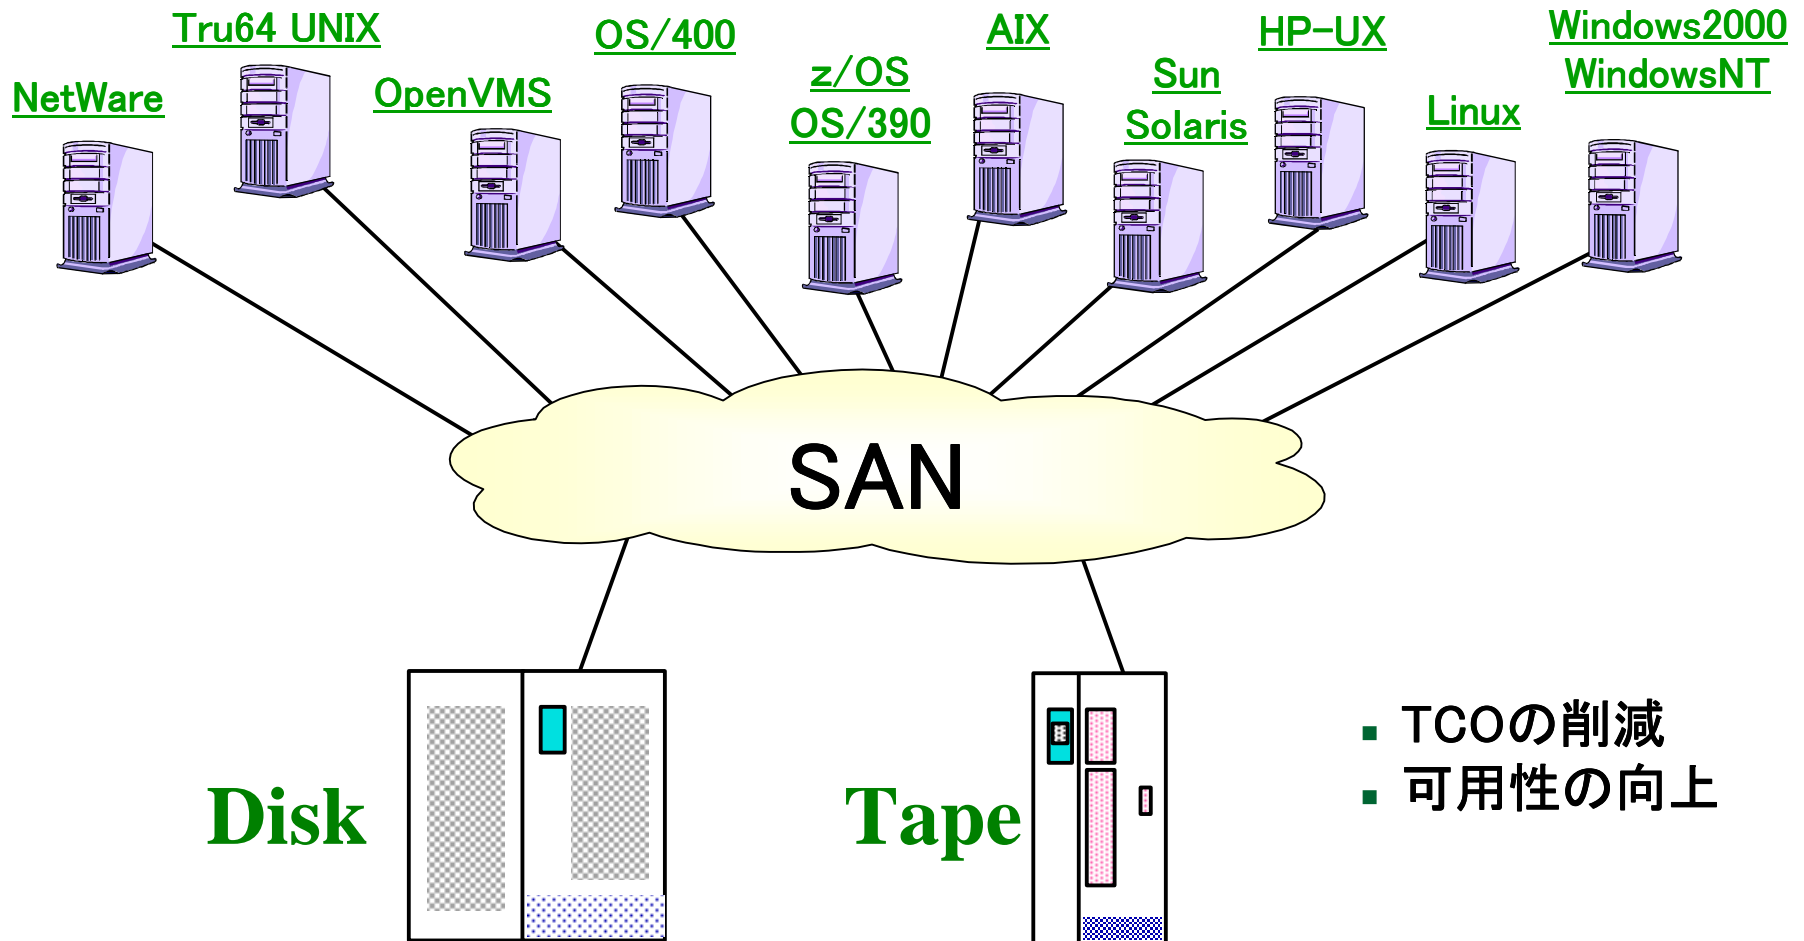 NetWare
Tru64 UNIX
OpenVMS
OS/400
z/OS
OS/390
AIX
Sun
Solaris
HP-UX
Linux
Windows2000
WindowsNT
SAN
Disk
Tape
TCOの削減
可用性の向上